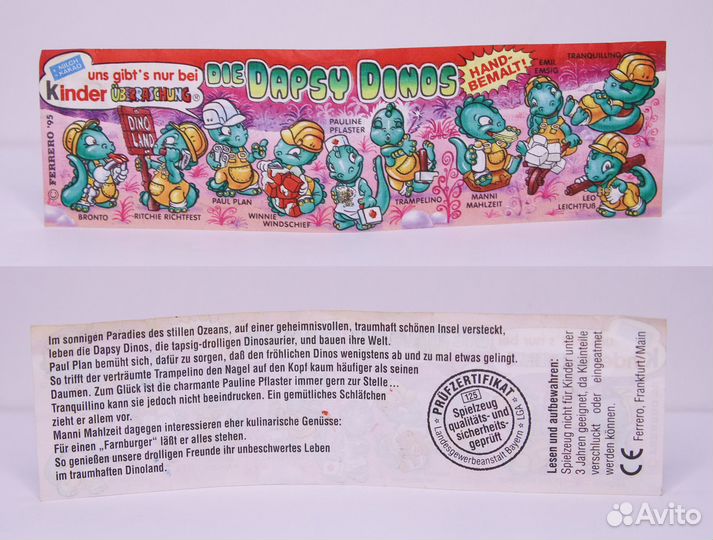 + MILCH
- KAKAO
uns gibt's nur bei
kinder ÜBERRASCHUNG ®
DIE DAPSY DINOS
HAND-
BEMALT!
© FERRERO '95
DINO
LAND
BRONTO
RITCHIE RICHTFEST
PAUL PLAN
WINNIE
WINDSCHIEF
PAULINE
PFLASTER
TRAMPELINO
MANNI
MAHLZEIT
EMIL
EMSIG
TRANQUILLINO
LEO
LEICHTFUß
Im sonnigen Paradies des stillen Ozeans, auf einer geheimnisvollen, traumhaft schönen Insel versteckt,
leben die Dapsy Dinos, die tapsig-drolligen Dinosaurier, und bauen ihre Welt.
Paul Plan bemüht sich, dafür zu sorgen, daß den fröhlichen Dinos wenigstens ab und zu mal etwas gelingt.
So trifft der verträumte Trampelino den Nagel auf den Kopf kaum häufiger als seinen
Daumen. Zum Glück ist die charmante Pauline Pflaster immer gern zur Stelle ...
Tranquillino kann sie jedoch nicht beeindrucken. Ein gemütliches Schläfchen
zieht er allem vor.
Manni Mahlzeit dagegen interessieren eher kulinarische Genüsse:
Für einen „Farnburger" läßt er alles stehen.
So genießen unsere drolligen Freunde ihr unbeschwertes Leben
im traumhaften Dinoland.
PRÜFZERTIFIKAT
125
Spielzeug
qualitäts- und
sicherheits-
geprüft
Landesgewerbeanstalt Bayern · LGA
Lesen und aufbewahren:
Spielzeug nicht für Kinder unter
3 Jahren geeignet, da Kleinteile
verschluckt oder eingeatmet
werden können.
CE Ferrero, Frankfurt/Main
Avito